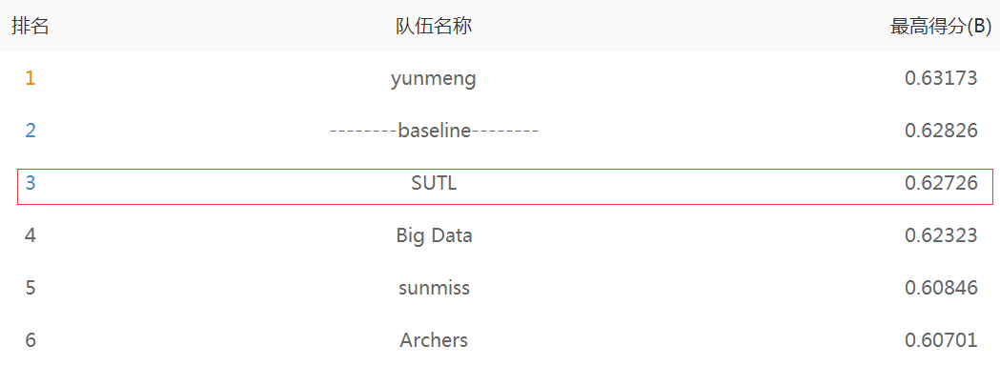 排名 队伍名称 最高得分(B)
1 yunmeng 0.63173
2 --------baseline-------- 0.62826
3 SUTL 0.62726
4 Big Data 0.62323
5 sunmiss 0.60846
6 Archers 0.60701